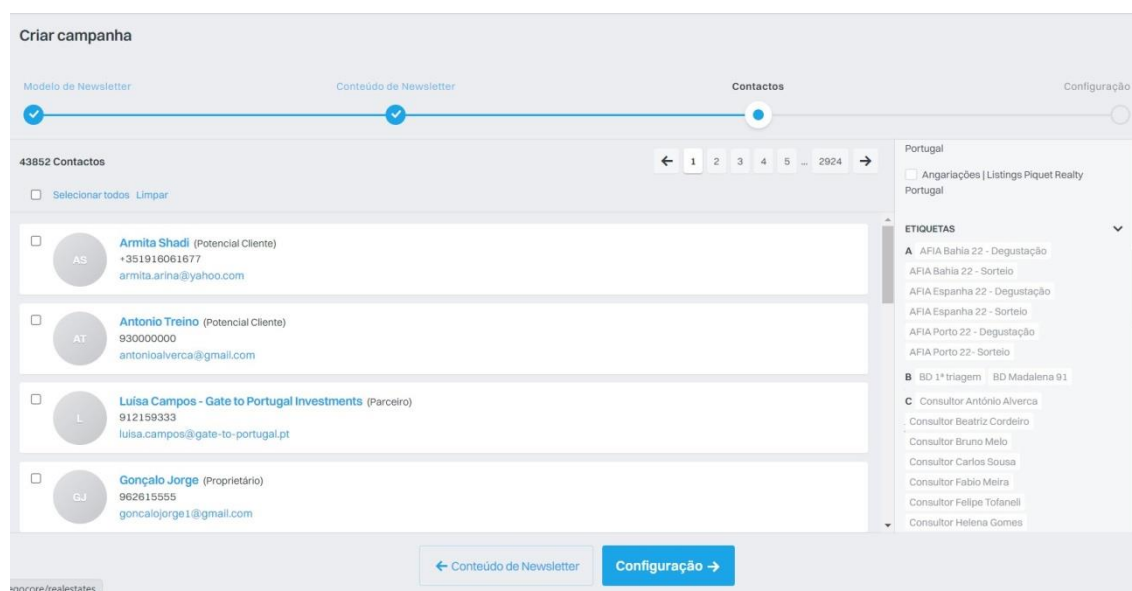 Criar campanha
Modelo de Newsletter
Conteúdo de Newsletter
Contactos
Configuração
43852 Contactos
1 2 3 4 5 ... 2924
Selecionar todos Limpar
AS
Armita Shadi (Potencial Cliente)
+351916061677
armita.arina@yahoo.com
AT
Antonio Treino (Potencial Cliente)
930000000
antonioalverca@gmail.com
L
Luísa Campos - Gate to Portugal Investments (Parceiro)
912159333
luisa.campos@gate-to-portugal.pt
GJ
Gonçalo Jorge (Proprietário)
962615555
goncalojorge1@gmail.com
Portugal
Angariações | Listings Piquet Realty
Portugal
ETIQUETAS
A AFIA Bahia 22 - Degustação
AFIA Bahia 22 - Sorteio
AFIA Espanha 22 - Degustação
AFIA Espanha 22 - Sorteio
AFIA Porto 22 - Degustação
AFIA Porto 22- Sorteio
B BD 1ª triagem BD Madalena 91
C Consultor António Alverca
Consultor Beatriz Cordeiro
Consultor Bruno Melo
Consultor Carlos Sousa
Consultor Fabio Meira
Consultor Felipe Tofanell
Consultor Helena Gomes
← Conteúdo de Newsletter
Configuração →
egocore/realestates